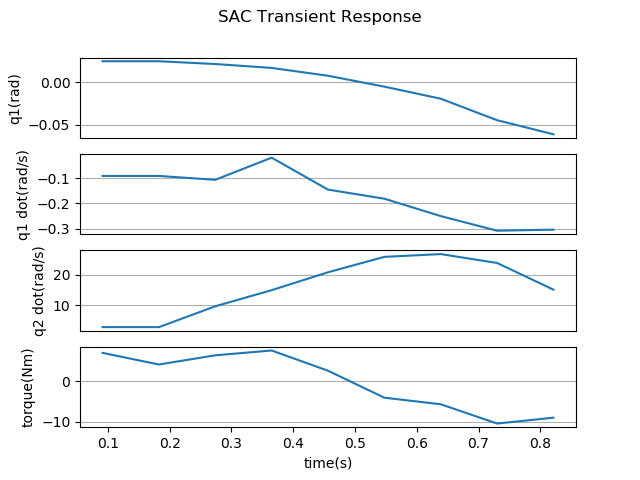 SAC Transient Response
q1(rad)
0.00
−0.05
q1 dot(rad/s)
−0.1
−0.2
−0.3
q2 dot(rad/s)
20
10
torque(Nm)
0
−10
0.1 0.2 0.3 0.4 0.5 0.6 0.7 0.8
time(s)